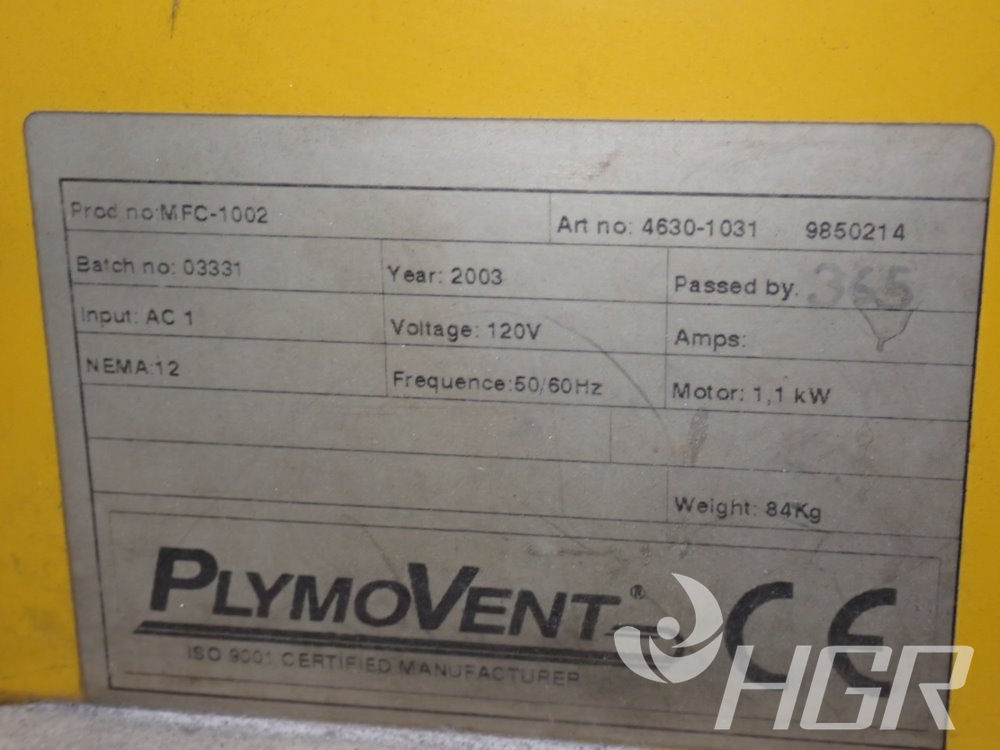 Prod no:MFC-1002 Art no: 4630-1031 9850214
Batch no: 03331 Year: 2003 Passed by. 365
Input: AC 1 Voltage: 120V Amps:
NEMA:12 Frequence:50/60Hz Motor: 1,1 kW
Weight: 84Kg
PLYMOVENT® CE
ISO 9001 CERTIFIED MANUFACTURER
HGR